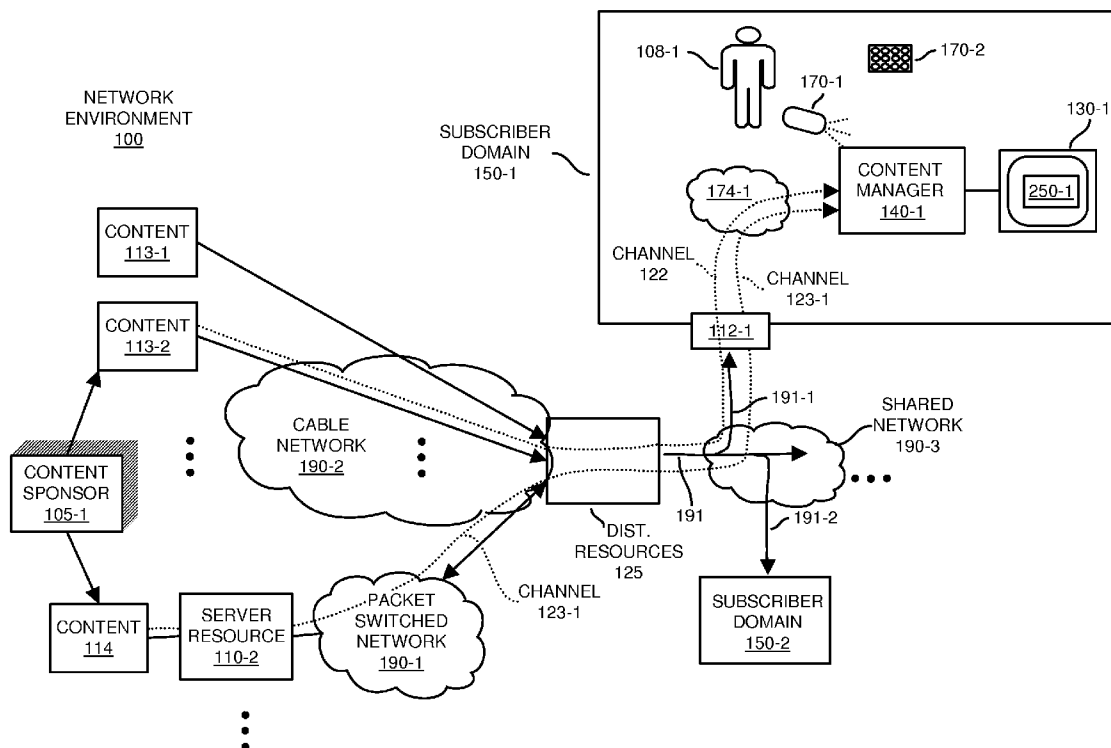 NETWORK
ENVIRONMENT
100
SUBSCRIBER
DOMAIN
150-1
108-1
170-2
170-1
130-1
CONTENT
MANAGER
140-1
250-1
174-1
CHANNEL
122
CHANNEL
123-1
112-1
CONTENT
113-1
CONTENT
113-2
CABLE
NETWORK
190-2
CONTENT
SPONSOR
105-1
191-1
SHARED
NETWORK
190-3
191
191-2
DIST.
RESOURCES
125
CHANNEL
123-1
CONTENT
114
SERVER
RESOURCE
110-2
PACKET
SWITCHED
NETWORK
190-1
SUBSCRIBER
DOMAIN
150-2